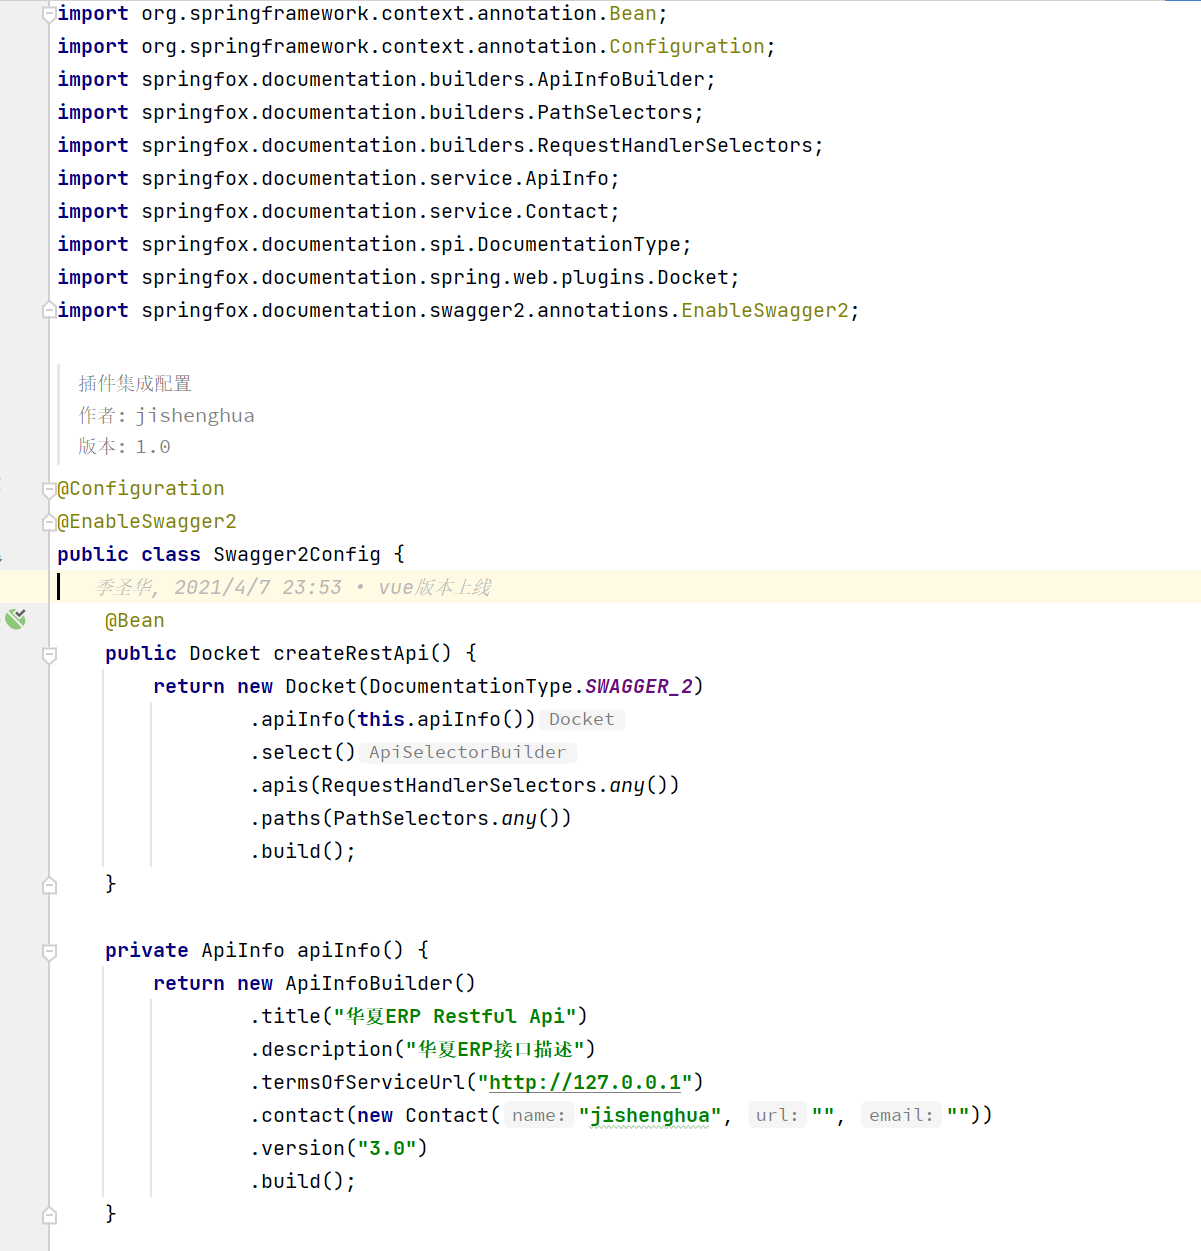 import org.springframework.context.annotation.Bean;
import org.springframework.context.annotation.Configuration;
import springfox.documentation.builders.ApiInfoBuilder;
import springfox.documentation.builders.PathSelectors;
import springfox.documentation.builders.RequestHandlerSelectors;
import springfox.documentation.service.ApiInfo;
import springfox.documentation.service.Contact;
import springfox.documentation.spi.DocumentationType;
import springfox.documentation.spring.web.plugins.Docket;
import springfox.documentation.swagger2.annotations.EnableSwagger2;
插件集成配置
作者: jishenghua
版本: 1.0
@Configuration
@EnableSwagger2
public class Swagger2Config {
季圣华, 2021/4/7 23:53 • vue版本上线
@Bean
public Docket createRestApi() {
return new Docket(DocumentationType.SWAGGER_2)
.apiInfo(this.apiInfo()) Docket
.select() ApiSelectorBuilder
.apis(RequestHandlerSelectors.any())
.paths(PathSelectors.any())
.build();
}
private ApiInfo apiInfo() {
return new ApiInfoBuilder()
.title("华夏ERP Restful Api")
.description("华夏ERP接口描述")
.termsOfServiceUrl("http://127.0.0.1")
.contact(new Contact( name: "jishenghua", url: "", email: ""))
.version("3.0")
.build();
}